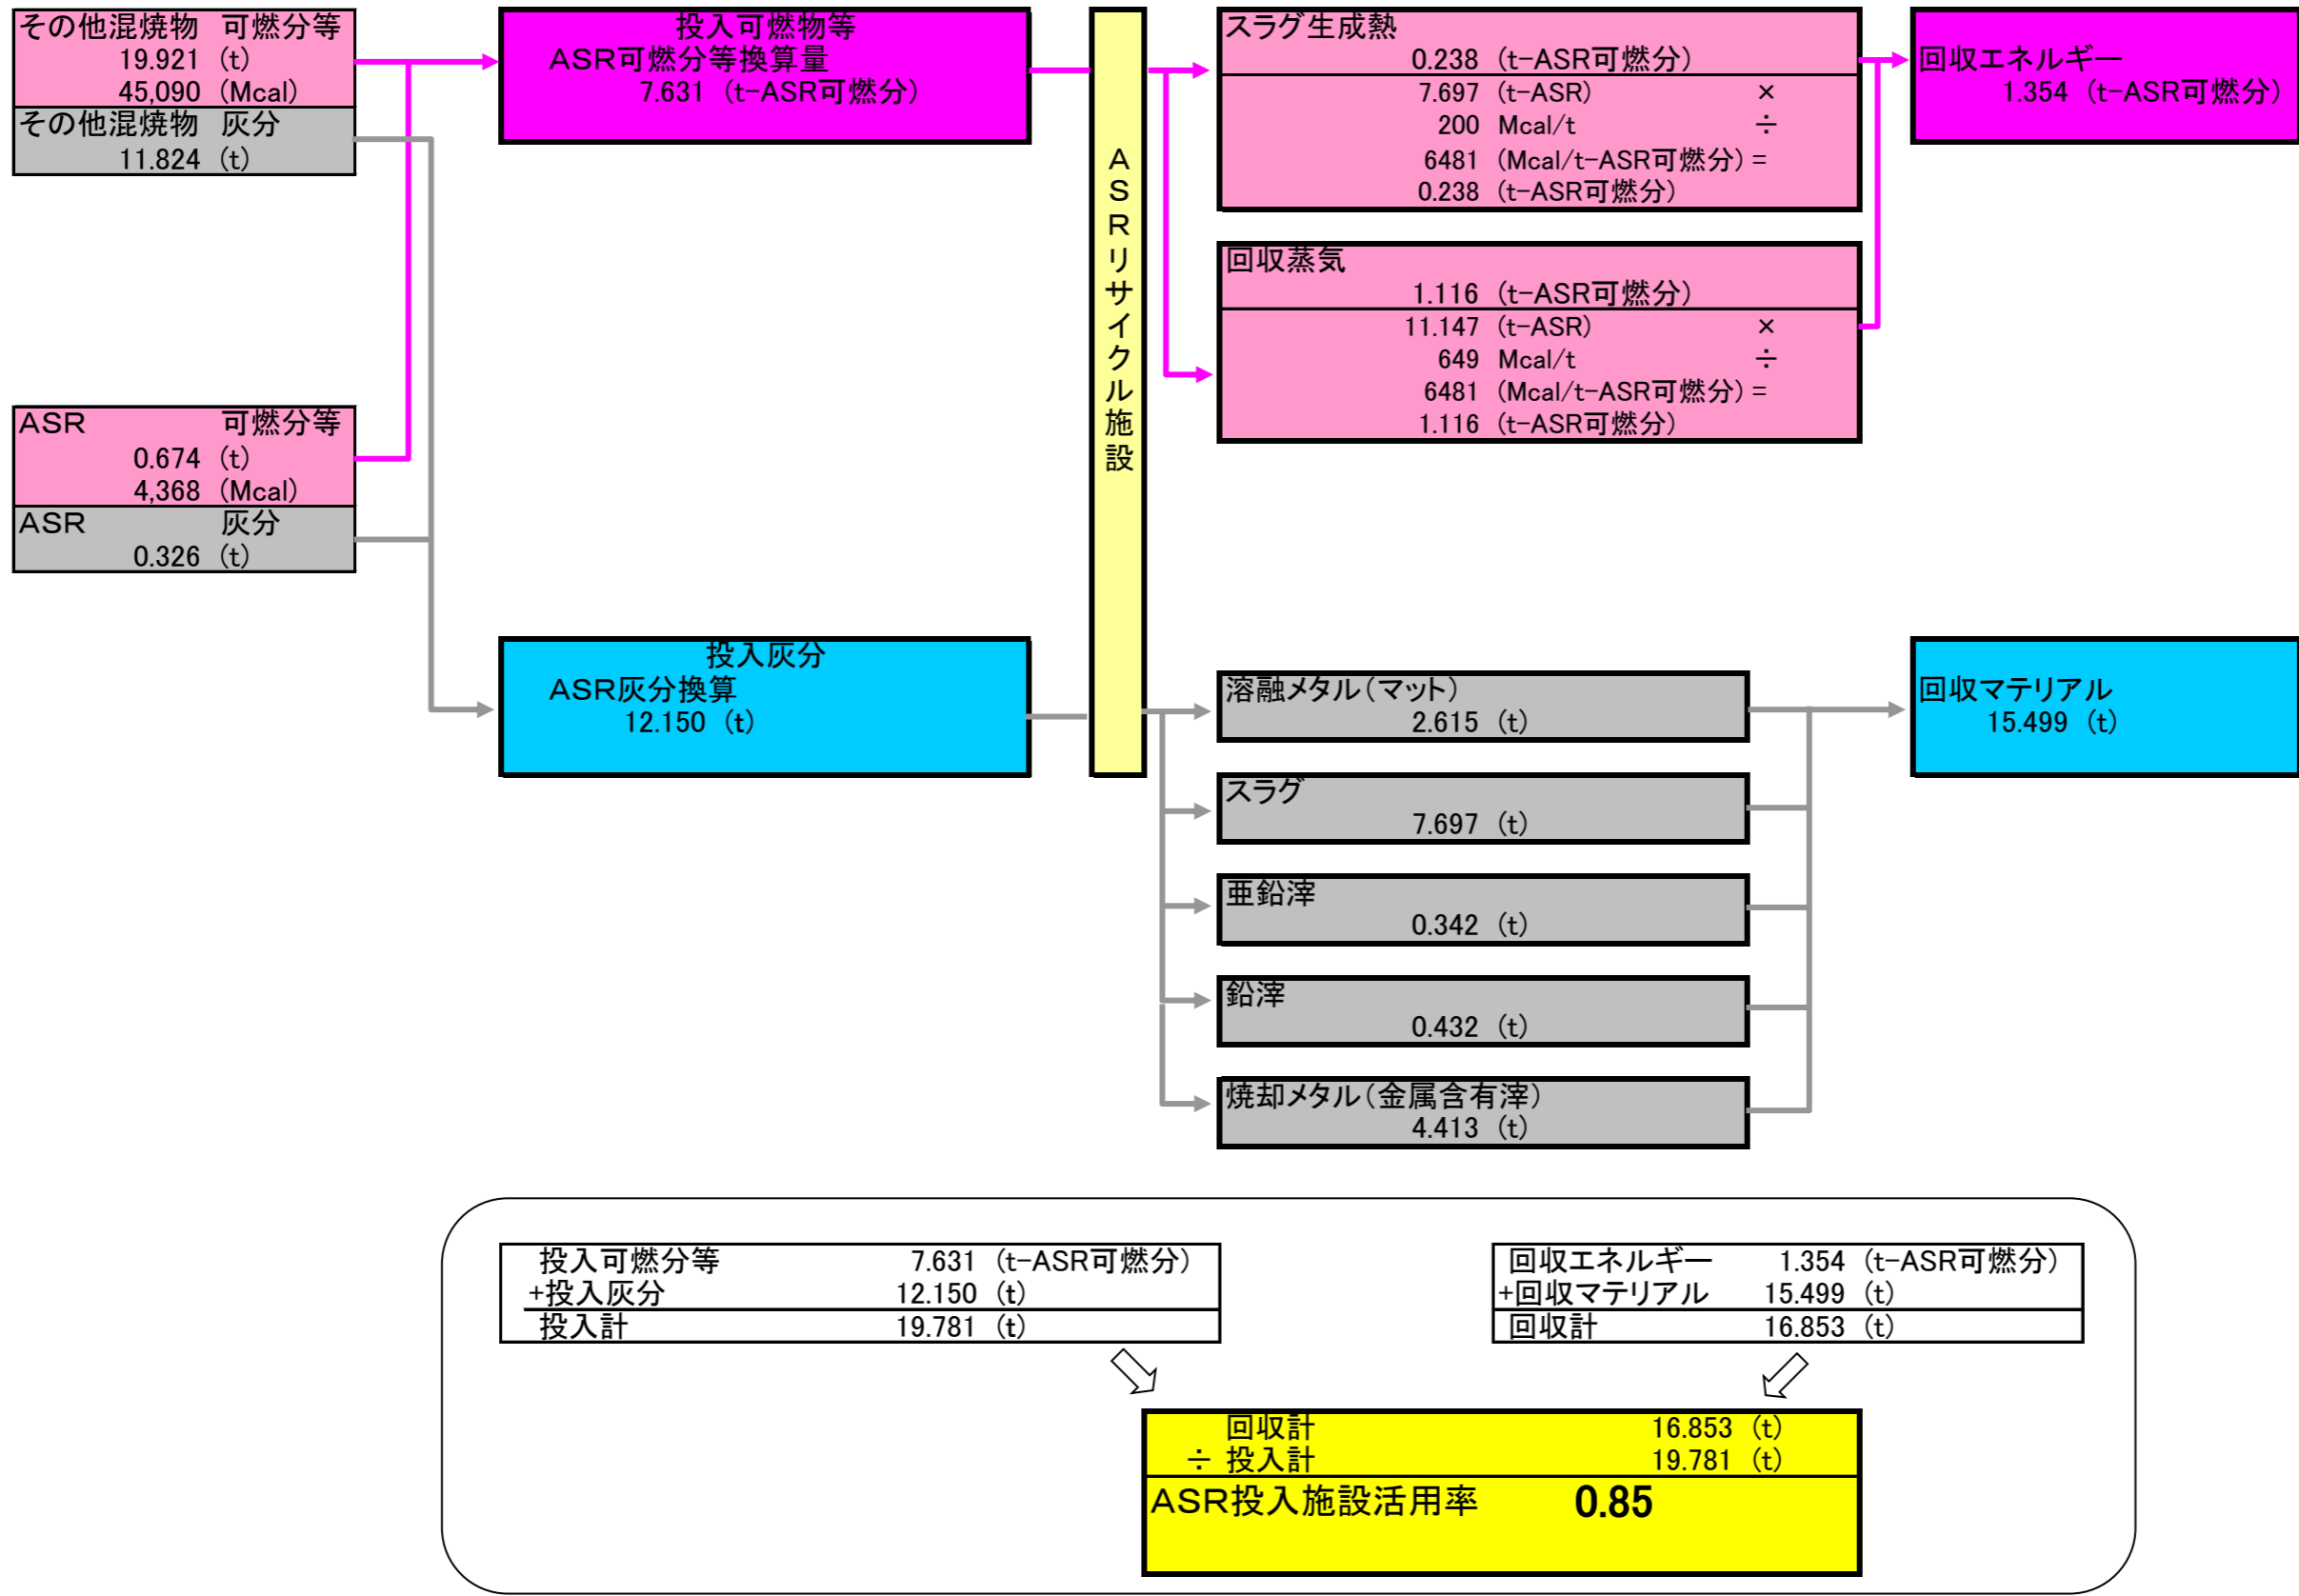 その他混焼物 可燃分等
19.921 (t)
45,090 (Mcal)
その他混焼物 灰分
11.824 (t)
ASR 可燃分等
0.674 (t)
4,368 (Mcal)
ASR 灰分
0.326 (t)
投入可燃物等
ASR可燃分等換算量
7.631 (t-ASR可燃分)
投入灰分
ASR灰分換算
12.150 (t)
ASRリサイクル施設
スラグ生成熱
0.238 (t-ASR可燃分)
7.697 (t-ASR) ×
200 Mcal/t ÷
6481 (Mcal/t-ASR可燃分) =
0.238 (t-ASR可燃分)
回収蒸気
1.116 (t-ASR可燃分)
11.147 (t-ASR) ×
649 Mcal/t ÷
6481 (Mcal/t-ASR可燃分) =
1.116 (t-ASR可燃分)
回収エネルギー
1.354 (t-ASR可燃分)
溶融メタル(マット)
2.615 (t)
スラグ
7.697 (t)
亜鉛滓
0.342 (t)
鉛滓
0.432 (t)
焼却メタル(金属含有滓)
4.413 (t)
回収マテリアル
15.499 (t)
投入可燃分等 7.631 (t-ASR可燃分)
+投入灰分 12.150 (t)
投入計 19.781 (t)
回収エネルギー 1.354 (t-ASR可燃分)
+回収マテリアル 15.499 (t)
回収計 16.853 (t)
回収計 16.853 (t)
÷ 投入計 19.781 (t)
ASR投入施設活用率 0.85